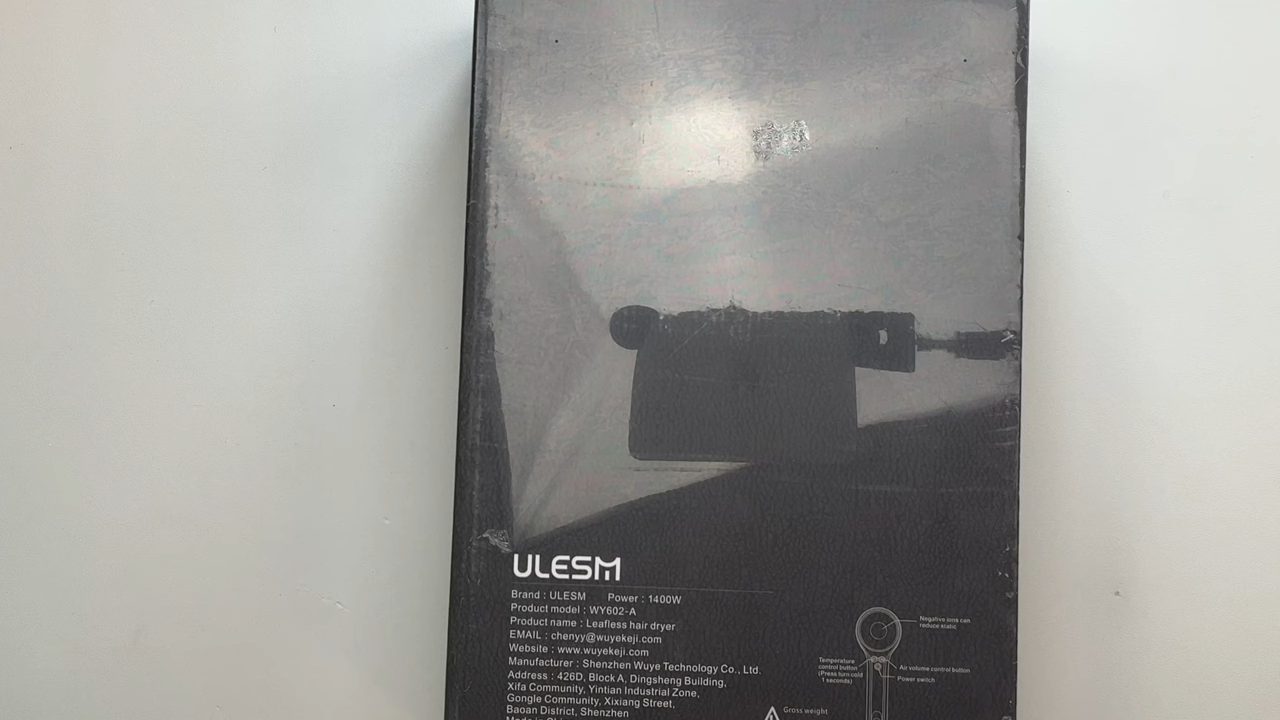 ULESM
Brand : ULESM Power : 1400W
Product model : WY602-A
Product name : Leafless hair dryer
EMAIL : chenyy@wuyekeji.com
Website : www.wuyekeji.com
Manufacturer : Shenzhen Wuye Technology Co., Ltd.
Address : 426D, Block A, Dingsheng Building,
Xifa Community, Yintian Industrial Zone,
Gongle Community, Xixiang Street,
Baoan District, Shenzhen
Made in
Negative ions can
reduce static
Temperature
control button
(Press turn cold
1 seconds)
Air volume control button
Power switch
Gross weight